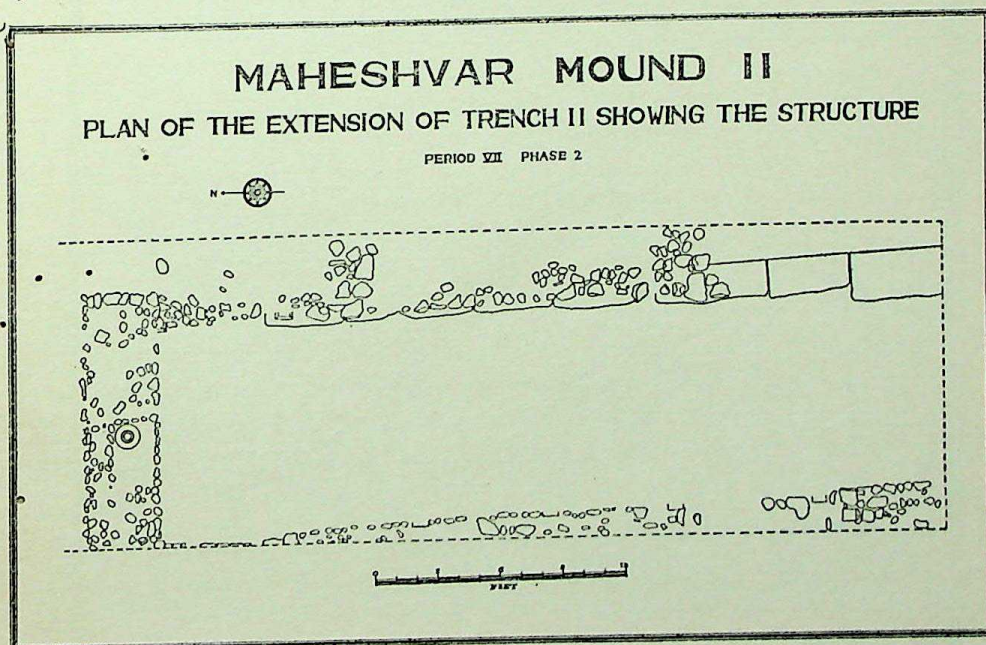 MAHESHVAR MOUND II
PLAN OF THE EXTENSION OF TRENCH II SHOWING THE STRUCTURE
PERIOD VII PHASE 2
N
FEET